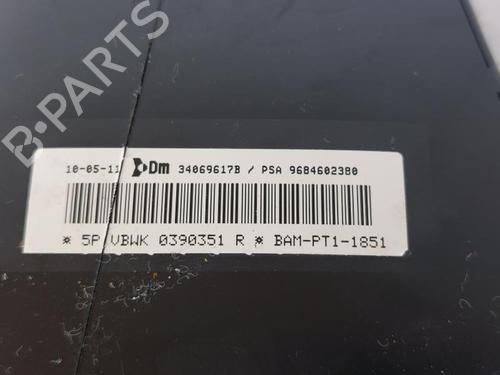 B-PARTS
10-05-11 Dm 34069617B / PSA 9684602380
* 5P VBWK 0390351 R * BAM-PT1-1851